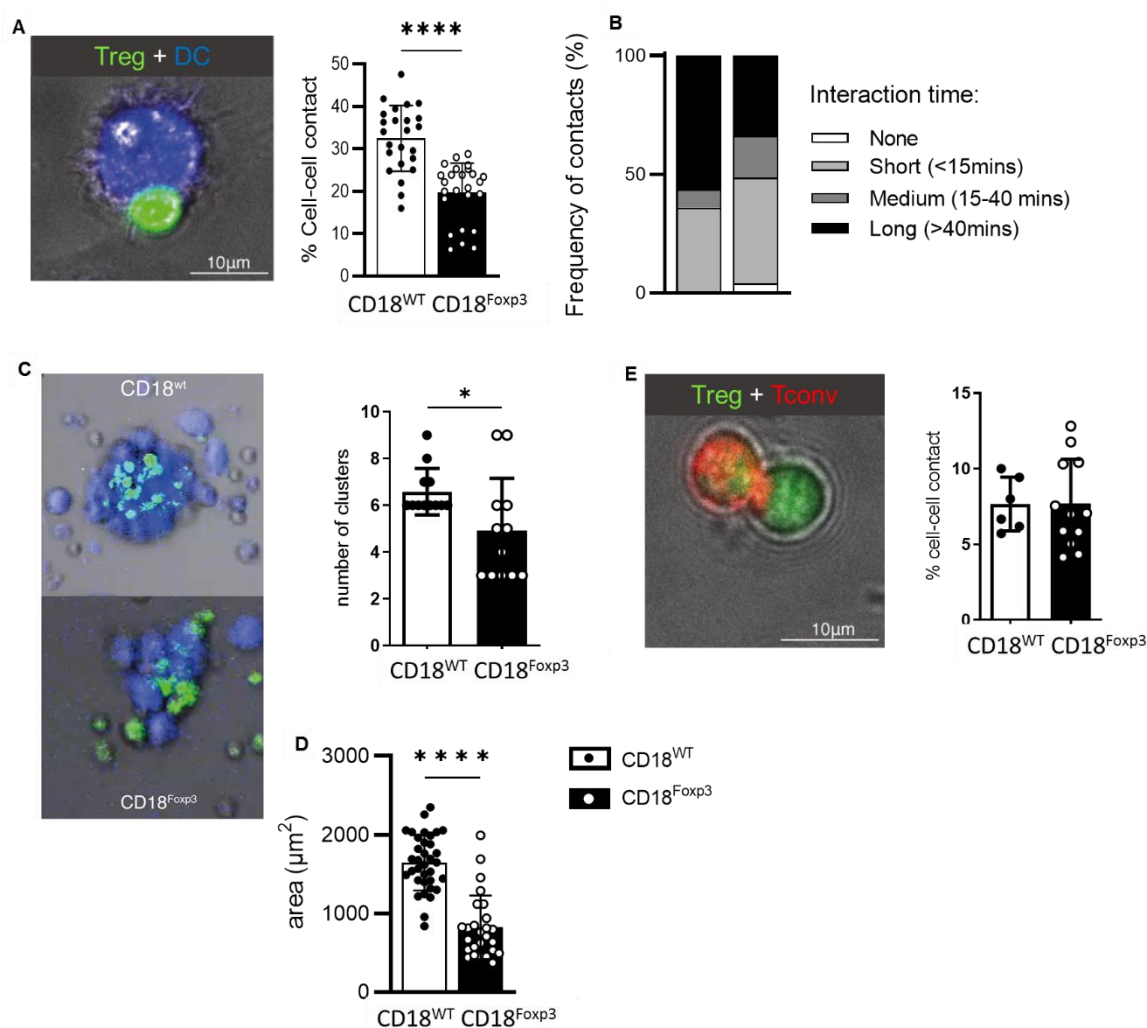 A
Treg + DC
10µm
****
% Cell-cell contact
50
40
30
20
10
0
CD18WT CD18Foxp3
B
Frequency of contacts (%)
100
50
0
Interaction time:
None
Short (<15mins)
Medium (15-40 mins)
Long (>40mins)
C
CD18wt
CD18Foxp3
*
number of clusters
10
8
6
4
2
0
CD18WT CD18Foxp3
E
Treg + Tconv
10µm
% cell-cell contact
15
10
5
0
CD18WT CD18Foxp3
D
****
area (µm2)
3000
2000
1000
0
CD18WT CD18Foxp3
CD18WT
CD18Foxp3